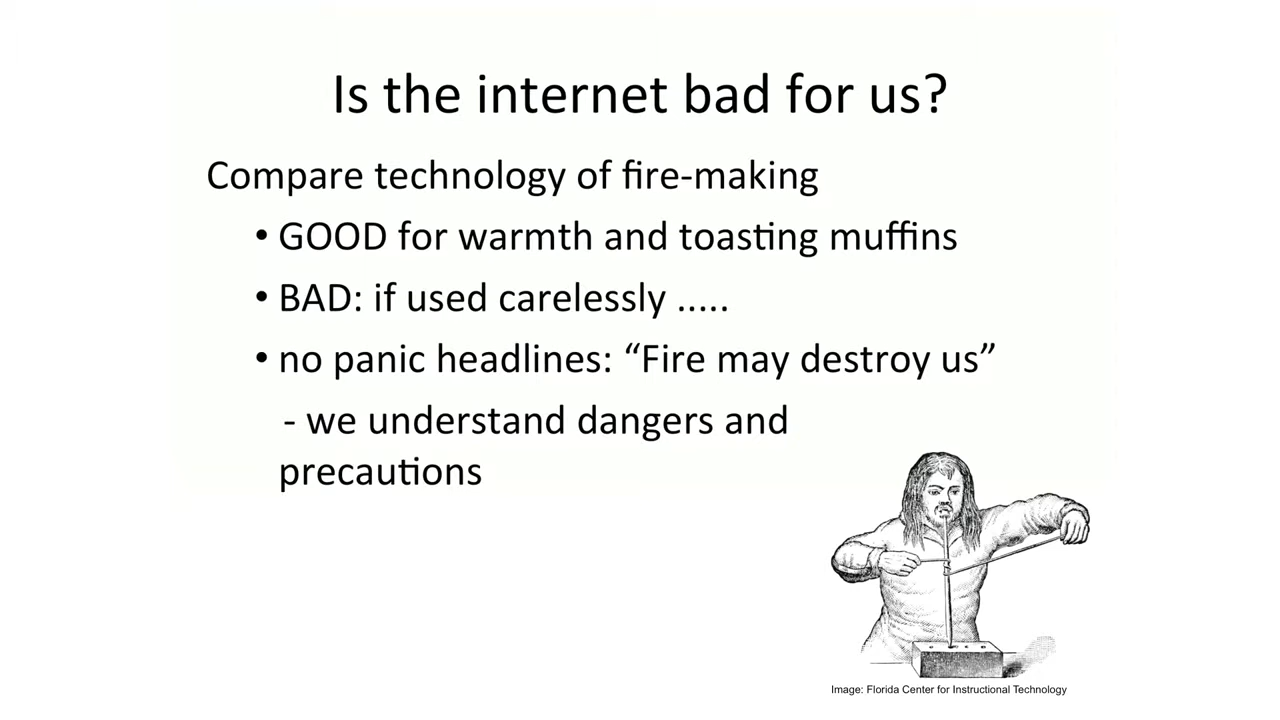 Is the internet bad for us?
Compare technology of fire-making
• GOOD for warmth and toasting muffins
• BAD: if used carelessly .....
• no panic headlines: “Fire may destroy us”
- we understand dangers and
precautions
Image: Florida Center for Instructional Technology